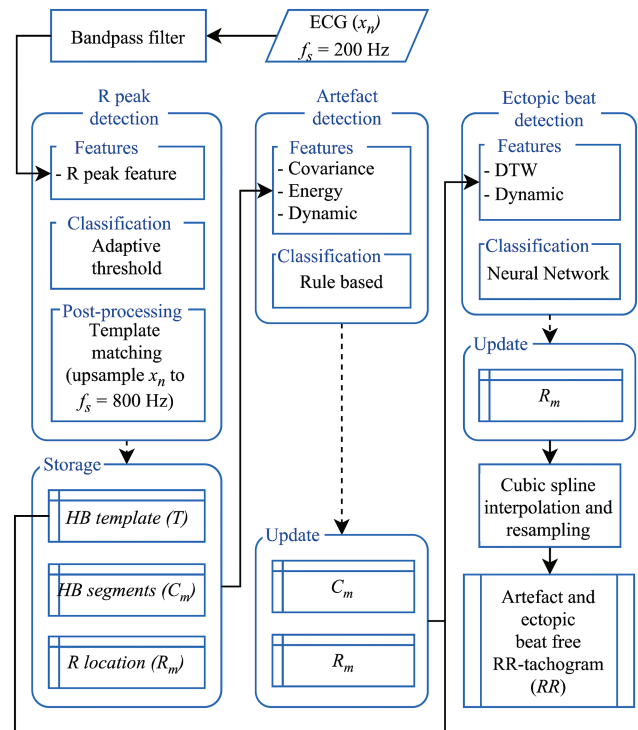 Bandpass filter
ECG (xₙ)
fₛ = 200 Hz
R peak
detection
Features
- R peak feature
Classification
Adaptive
threshold
Post-processing
Template
matching
(upsample xₙ to
fₛ = 800 Hz)
Storage
HB template (T)
HB segments (Cₘ)
R location (Rₘ)
Artefact
detection
Features
- Covariance
- Energy
- Dynamic
Classification
Rule based
Update
Cₘ
Rₘ
Ectopic beat
detection
Features
- DTW
- Dynamic
Classification
Neural Network
Update
Rₘ
Cubic spline
interpolation and
resampling
Artefact and
ectopic
beat free
RR-tachogram
(RR)